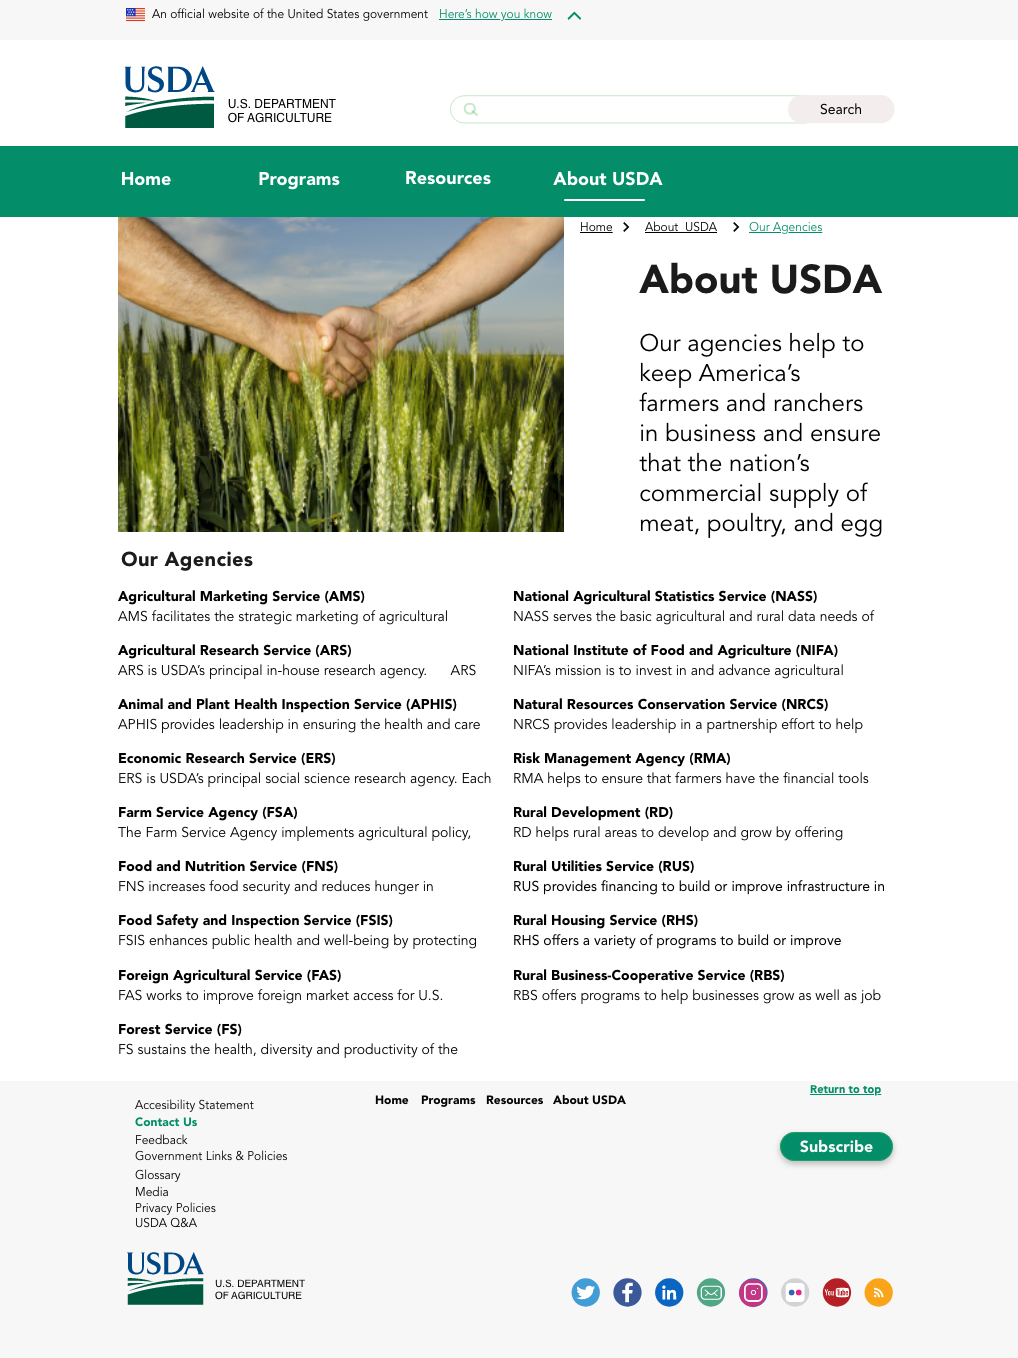 An official website of the United States government Here's how you know
USDA
U.S. DEPARTMENT
OF AGRICULTURE
Search
Home Programs Resources About USDA
Home About USDA Our Agencies
About USDA
Our agencies help to
keep America's
farmers and ranchers
in business and ensure
that the nation's
commercial supply of
meat, poultry, and egg
Our Agencies
Agricultural Marketing Service (AMS)
AMS facilitates the strategic marketing of agricultural
Agricultural Research Service (ARS)
ARS is USDA's principal in-house research agency. ARS
Animal and Plant Health Inspection Service (APHIS)
APHIS provides leadership in ensuring the health and care
Economic Research Service (ERS)
ERS is USDA's principal social science research agency. Each
Farm Service Agency (FSA)
The Farm Service Agency implements agricultural policy,
Food and Nutrition Service (FNS)
FNS increases food security and reduces hunger in
Food Safety and Inspection Service (FSIS)
FSIS enhances public health and well-being by protecting
Foreign Agricultural Service (FAS)
FAS works to improve foreign market access for U.S.
Forest Service (FS)
FS sustains the health, diversity and productivity of the
National Agricultural Statistics Service (NASS)
NASS serves the basic agricultural and rural data needs of
National Institute of Food and Agriculture (NIFA)
NIFA's mission is to invest in and advance agricultural
Natural Resources Conservation Service (NRCS)
NRCS provides leadership in a partnership effort to help
Risk Management Agency (RMA)
RMA helps to ensure that farmers have the financial tools
Rural Development (RD)
RD helps rural areas to develop and grow by offering
Rural Utilities Service (RUS)
RUS provides financing to build or improve infrastructure in
Rural Housing Service (RHS)
RHS offers a variety of programs to build or improve
Rural Business-Cooperative Service (RBS)
RBS offers programs to help businesses grow as well as job
Return to top
Accesibility Statement
Contact Us
Feedback
Government Links & Policies
Glossary
Media
Privacy Policies
USDA Q&A
Home Programs Resources About USDA
Subscribe
USDA
U.S. DEPARTMENT
OF AGRICULTURE
f in You Tube